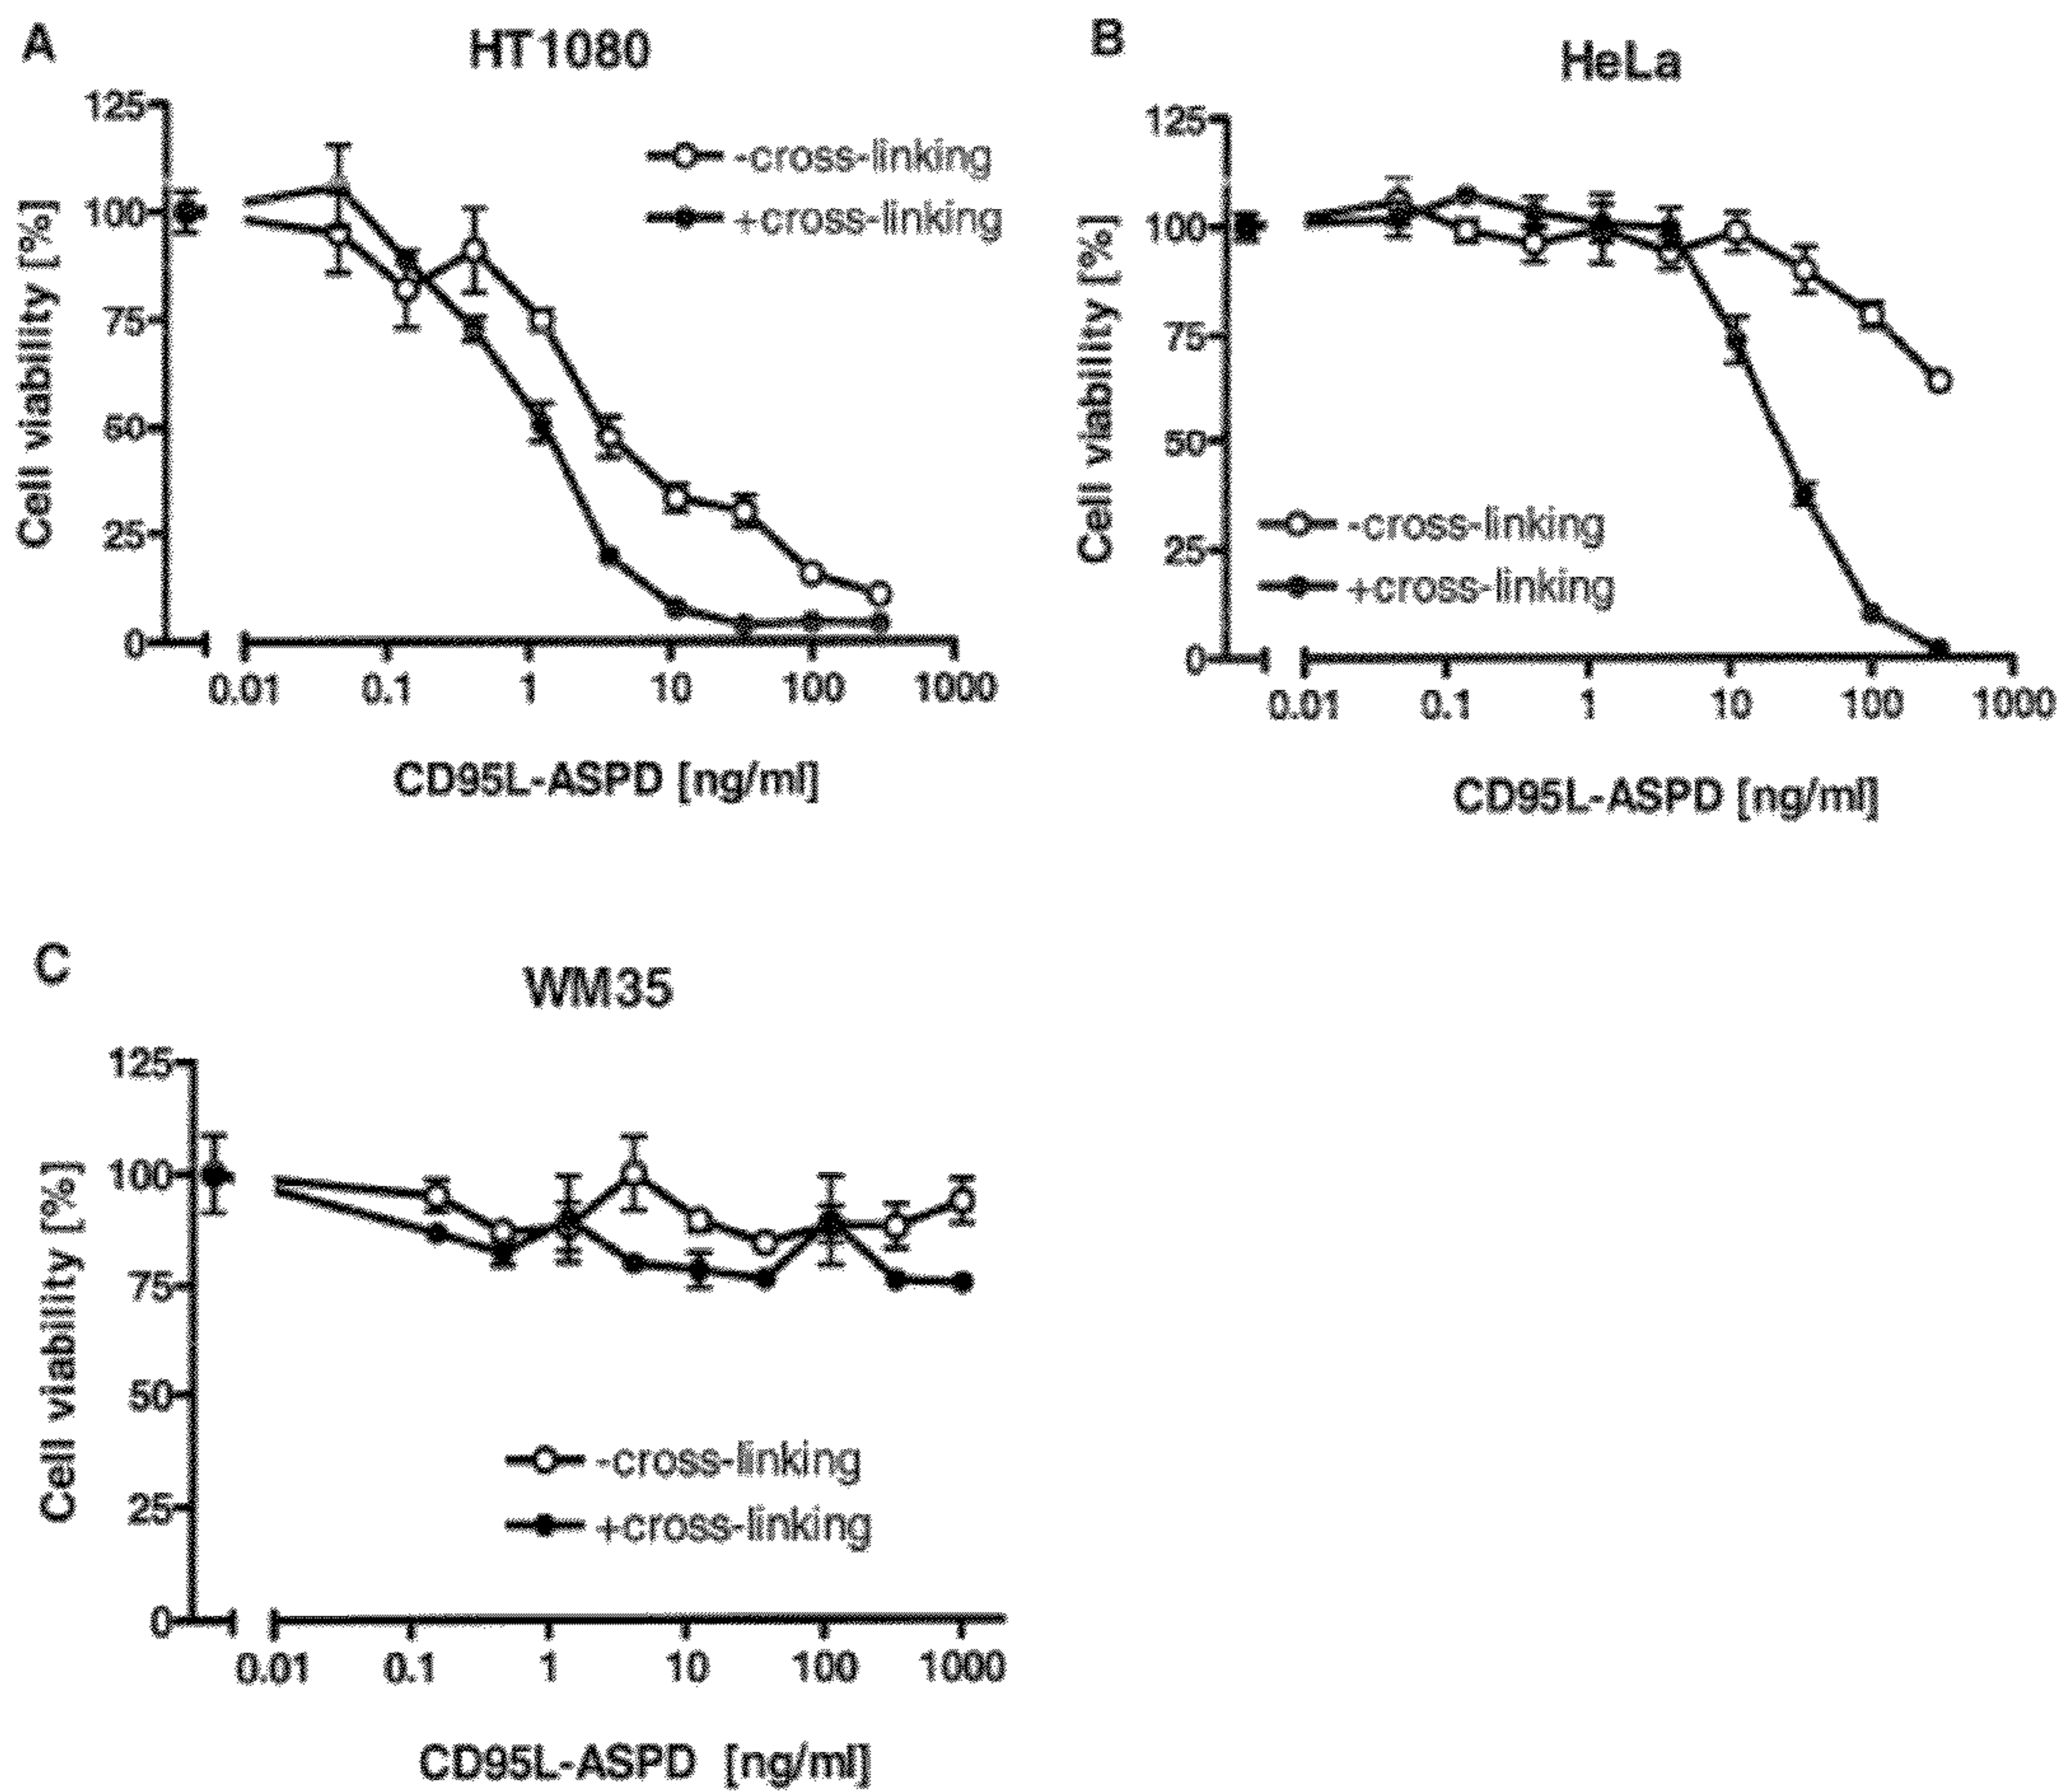 A
HT1080
125
100
75
50
25
0
Cell viability [%]
-cross-linking
+cross-linking
0.01 0.1 1 10 100 1000
CD95L-ASPD [ng/ml]
B
HeLa
125
100
75
50
25
0
Cell viability [%]
-cross-linking
+cross-linking
0.01 0.1 1 10 100 1000
CD95L-ASPD [ng/ml]
C
WM35
125
100
75
50
25
0
Cell viability [%]
-cross-linking
+cross-linking
0.01 0.1 1 10 100 1000
CD95L-ASPD [ng/ml]